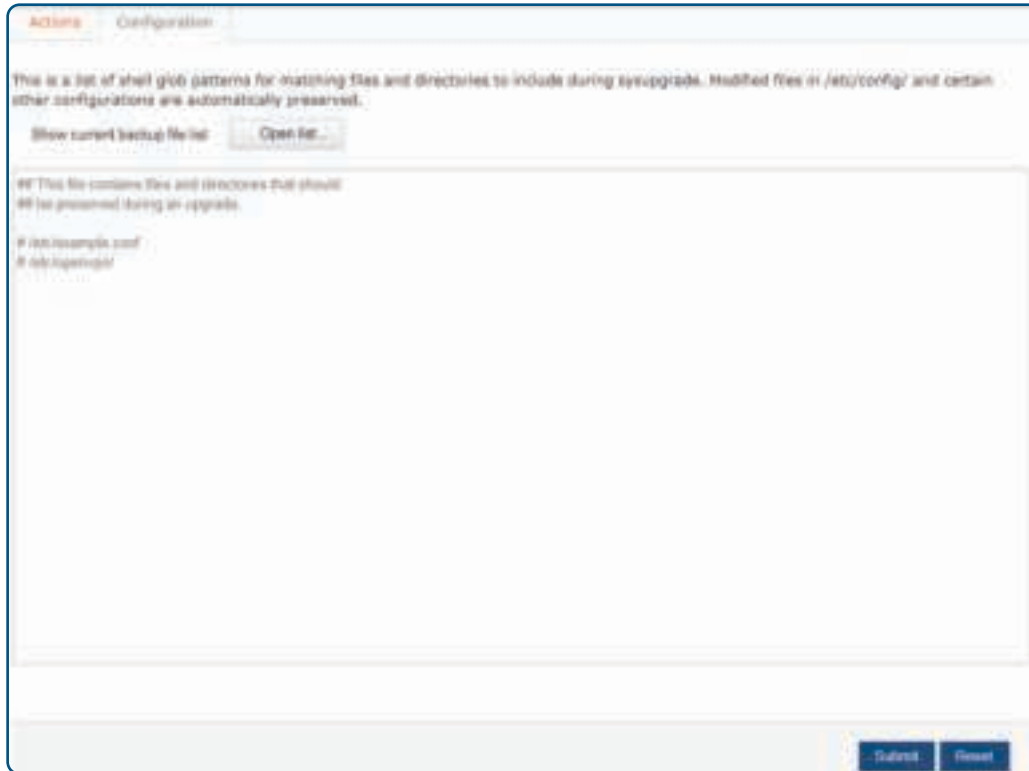 Actions Configuration
This is a list of shell glob patterns for matching files and directories to include during sysupgrade. Modified files in /etc/config/ and certain
other configurations are automatically preserved.
Show current backup file list Open list...
## This file contains files and directories that should
## be preserved during an upgrade.
# /etc/example.conf
# /etc/openvpn/
Submit Reset